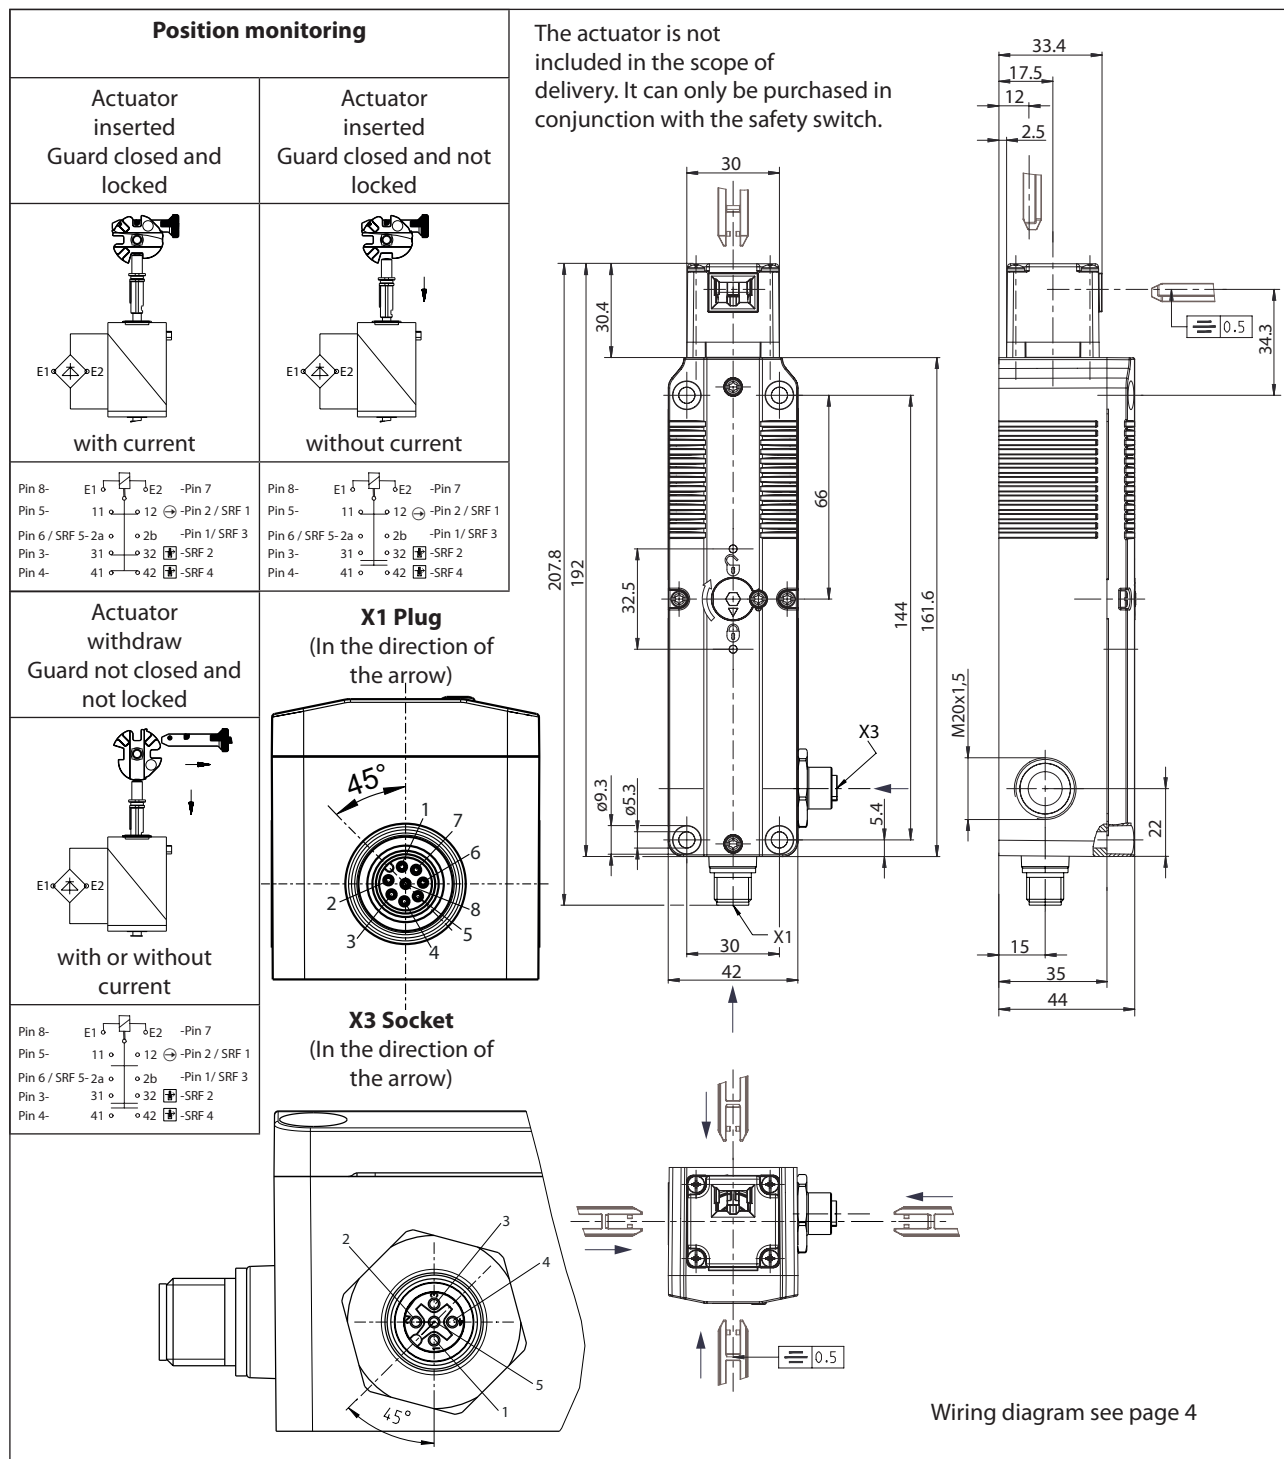 Position monitoring
Actuator
inserted
Guard closed and
locked
Actuator
inserted
Guard closed and not
locked
E1 E2
E1 E2
with current
without current
Pin 8- E1 E2 -Pin 7
Pin 5- 11 12 -Pin 2 / SRF 1
Pin 6 / SRF 5- 2a 2b -Pin 1/ SRF 3
Pin 3- 31 32 -SRF 2
Pin 4- 41 42 -SRF 4
Pin 8- E1 E2 -Pin 7
Pin 5- 11 12 -Pin 2 / SRF 1
Pin 6 / SRF 5- 2a 2b -Pin 1/ SRF 3
Pin 3- 31 32 -SRF 2
Pin 4- 41 42 -SRF 4
Actuator
withdraw
Guard not closed and
not locked
E1 E2
with or without
current
Pin 8- E1 E2 -Pin 7
Pin 5- 11 12 -Pin 2 / SRF 1
Pin 6 / SRF 5- 2a 2b -Pin 1/ SRF 3
Pin 3- 31 32 -SRF 2
Pin 4- 41 42 -SRF 4
X1 Plug
(In the direction of
the arrow)
45°
1
7
6
2
8
3
5
4
X3 Socket
(In the direction of
the arrow)
2
3
4
5
1
45°
The actuator is not
included in the scope of
delivery. It can only be purchased in
conjunction with the safety switch.
30
30.4
207.8
192
32.5
66
144
161.6
X3
ø9.3
ø5.3
5.4
X1
30
42
33.4
17.5
12
2.5
0.5
34.3
M20x1,5
22
15
35
44
0.5
Wiring diagram see page 4